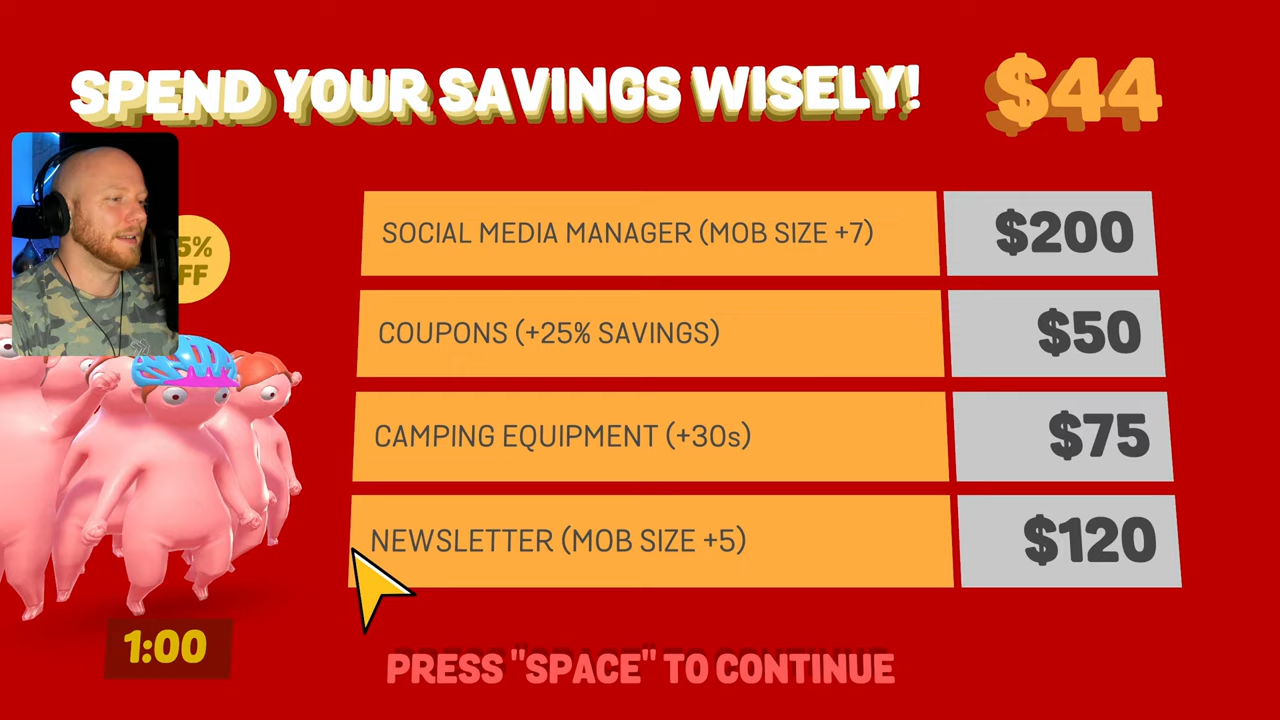 SPEND YOUR SAVINGS WISELY!
$44
SOCIAL MEDIA MANAGER (MOB SIZE +7)
$200
COUPONS (+25% SAVINGS)
$50
CAMPING EQUIPMENT (+30s)
$75
NEWSLETTER (MOB SIZE +5)
$120
1:00
PRESS "SPACE" TO CONTINUE